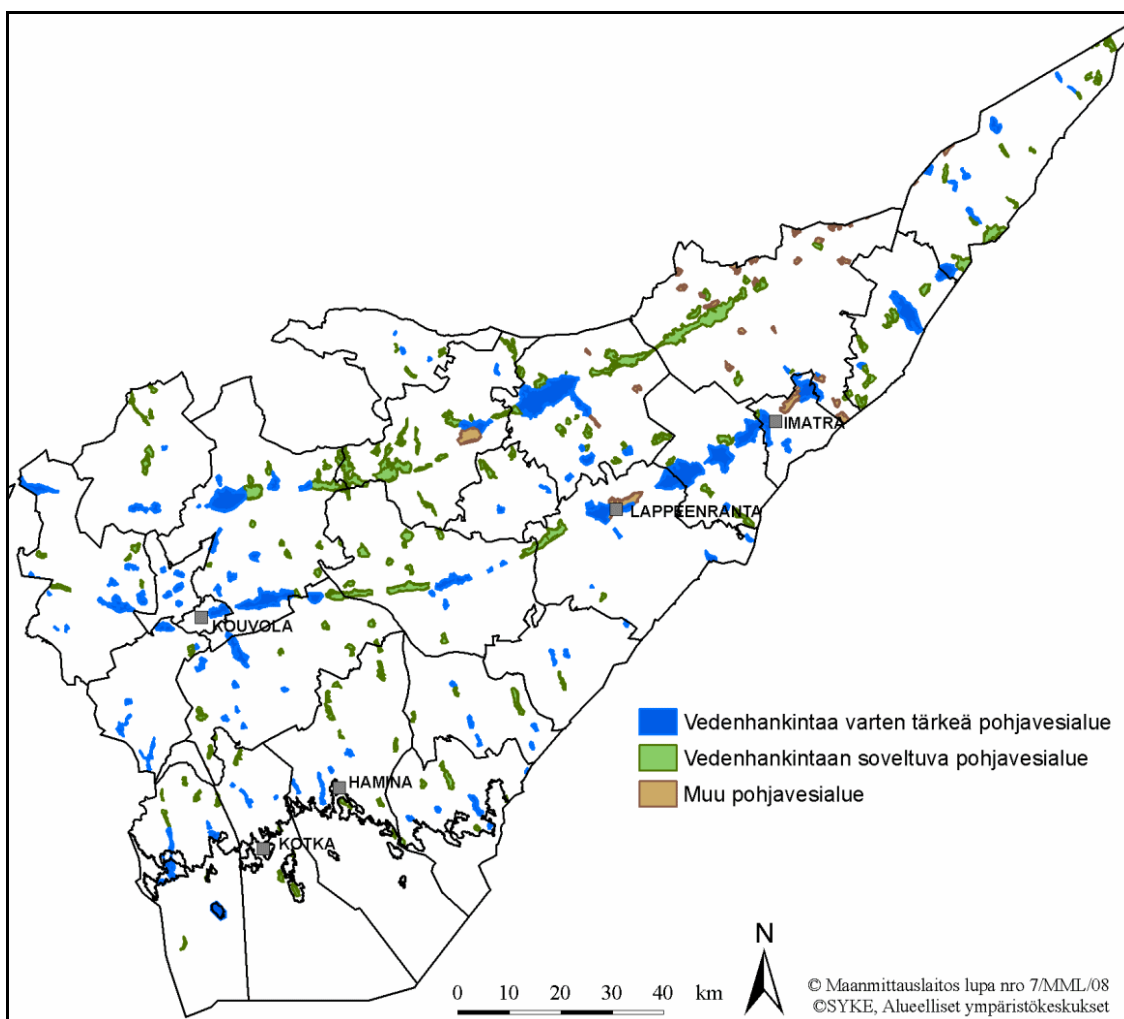 IMATRA
LAPPEENRANTA
KOUVOLA
Vedenhankintaa varten tärkeä pohjavesialue
Vedenhankintaan soveltuva pohjavesialue
Muu pohjavesialue
HAMINA
KOTKA
N
0 10 20 30 40 km
© Maanmittauslaitos lupa nro 7/MML/08
©SYKE, Alueelliset ympäristökeskukset